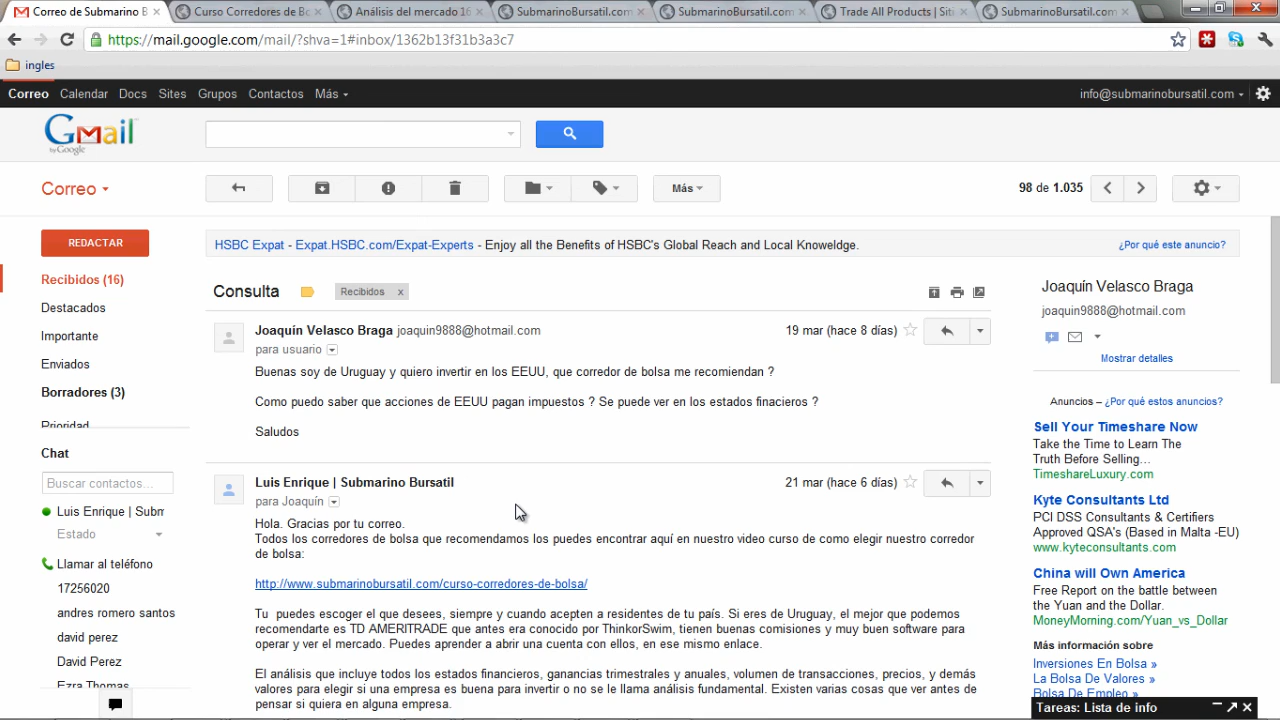 Correo de Submarino B
Curso Corredores de Bo
Análisis del mercado 16
SubmarinoBursatil.com:
SubmarinoBursatil.com:
Trade All Products | Siti
SubmarinoBursatil.com:
https://mail.google.com/mail/?shva=1#inbox/1362b13f31b3a3c7
ingles
Correo Calendar Docs Sites Grupos Contactos Más
info@submarinobursatil.com
Gmail
by Google
Correo
Más
98 de 1.035
REDACTAR
HSBC Expat - Expat.HSBC.com/Expat-Experts - Enjoy all the Benefits of HSBC's Global Reach and Local Knoweldge.
¿Por qué este anuncio?
Recibidos (16)
Destacados
Importante
Enviados
Borradores (3)
Prioridad
Chat
Buscar contactos...
Luis Enrique | Subm
Estado
Llamar al teléfono
17256020
andres romero santos
david perez
David Perez
Ezra Thomas
Consulta
Recibidos x
Joaquín Velasco Braga joaquin9888@hotmail.com
19 mar (hace 8 días)
para usuario
Buenas soy de Uruguay y quiero invertir en los EEUU, que corredor de bolsa me recomiendan ?
Como puedo saber que acciones de EEUU pagan impuestos ? Se puede ver en los estados finacieros ?
Saludos
Luis Enrique | Submarino Bursatil
21 mar (hace 6 días)
para Joaquín
Hola. Gracias por tu correo.
Todos los corredores de bolsa que recomendamos los puedes encontrar aquí en nuestro video curso de como elegir nuestro corredor
de bolsa:
http://www.submarinobursatil.com/curso-corredores-de-bolsa/
Tu puedes escoger el que desees, siempre y cuando acepten a residentes de tu país. Si eres de Uruguay, el mejor que podemos
recomendarte es TD AMERITRADE que antes era conocido por ThinkorSwim, tienen buenas comisiones y muy buen software para
operar y ver el mercado. Puedes aprender a abrir una cuenta con ellos, en ese mismo enlace.
El análisis que incluye todos los estados financieros, ganancias trimestrales y anuales, volumen de transacciones, precios, y demás
valores para elegir si una empresa es buena para invertir o no se le llama análisis fundamental. Existen varias cosas que ver antes de
pensar si quiera en alguna empresa.
Joaquín Velasco Braga
joaquin9888@hotmail.com
Mostrar detalles
Anuncios – ¿Por qué estos anuncios?
Sell Your Timeshare Now
Take the Time to Learn The
Truth Before Selling...
TimeshareLuxury.com
Kyte Consultants Ltd
PCI DSS Consultants & Certifiers
Approved QSA's (Based in Malta -EU)
www.kyteconsultants.com
China will Own America
Free Report on the battle between
the Yuan and the Dollar.
MoneyMorning.com/Yuan_vs_Dollar
Más información sobre
Inversiones En Bolsa »
La Bolsa De Valores »
Bolsa De Empleo »
Tareas: Lista de info